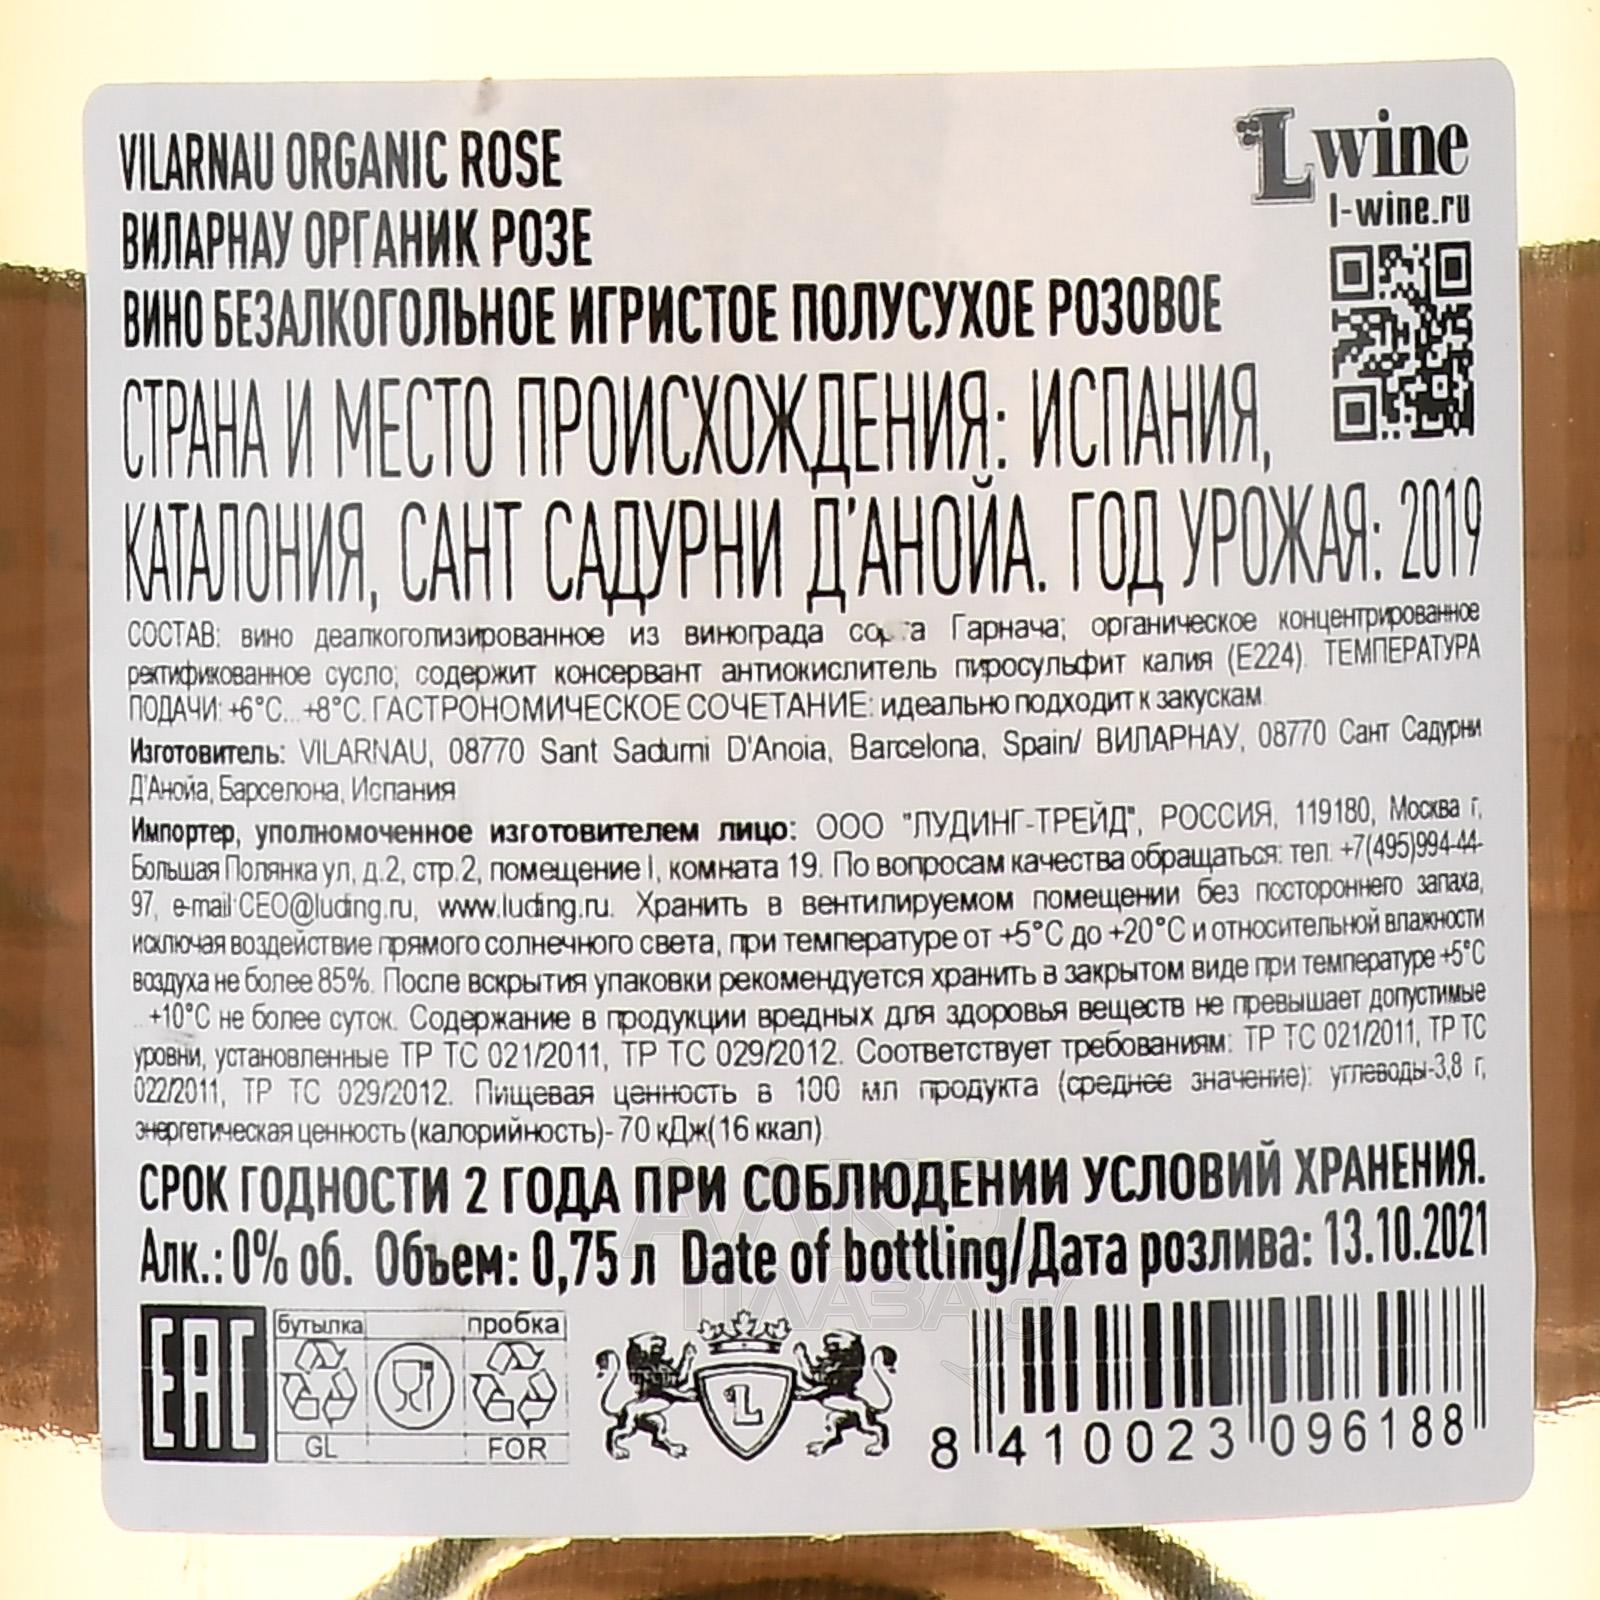 VILARNAU ORGANIC ROSE
ВИЛАРНАУ ОРГАНИК РОЗЕ
ВИНО БЕЗАЛКОГОЛЬНОЕ ИГРИСТОЕ ПОЛУСУХОЕ РОЗОВОЕ
L wine
l-wine.ru
СТРАНА И МЕСТО ПРОИСХОЖДЕНИЯ: ИСПАНИЯ,
КАТАЛОНИЯ, САНТ САДУРНИ Д'АНОЙА. ГОД УРОЖАЯ: 2019
СОСТАВ: вино деалкоголизированное из винограда Гарнача; органическое концентрированное
ректификованное сусло; содержит консервант антиокислитель пиросульфит калия (Е224). ТЕМПЕРАТУРА
ПОДАЧИ: +6°С...+8°С. ГАСТРОНОМИЧЕСКОЕ СОЧЕТАНИЕ: идеально подходит к закускам.
Изготовитель: VILARNAU, 08770 Sant Sadurni D'Anoia, Barcelona, Spain/ ВИЛАРНАУ, 08770 Сант Садурни
Д'Анойа, Барселона, Испания
Импортер, уполномоченное изготовителем лицо: ООО "ЛУДИНГ-ТРЕЙД", РОССИЯ, 119180, Москва г,
Большая Полянка ул, д.2, стр.2, помещение I, комната 19. По вопросам качества обращаться: тел. +7(495)994-44-
97, e-mail:CEO@luding.ru, www.luding.ru. Хранить в вентилируемом помещении без постороннего запаха,
исключая воздействие прямого солнечного света, при температуре от +5°С до +20°С и относительной влажности
воздуха не более 85%. После вскрытия упаковки рекомендуется хранить в закрытом виде при температуре +5°С
...+10°С не более суток. Содержание в продукции вредных для здоровья веществ не превышает допустимые
уровни, установленные ТР ТС 021/2011, ТР ТС 029/2012. Соответствует требованиям: ТР ТС 021/2011, ТР ТС
022/2011, ТР ТС 029/2012. Пищевая ценность в 100 мл продукта (среднее значение): углеводы-3,8 г,
энергетическая ценность (калорийность)- 70 кДж(16 ккал)
СРОК ГОДНОСТИ 2 ГОДА ПРИ СОБЛЮДЕНИИ УСЛОВИЙ ХРАНЕНИЯ.
Алк.: 0% об. Объем: 0,75 л Date of bottling/Дата розлива: 13.10.2021
АЛКО
ПЛАЗА.ru
EAC
бутылка
GL
пробка
FOR
L
8 410023 096188